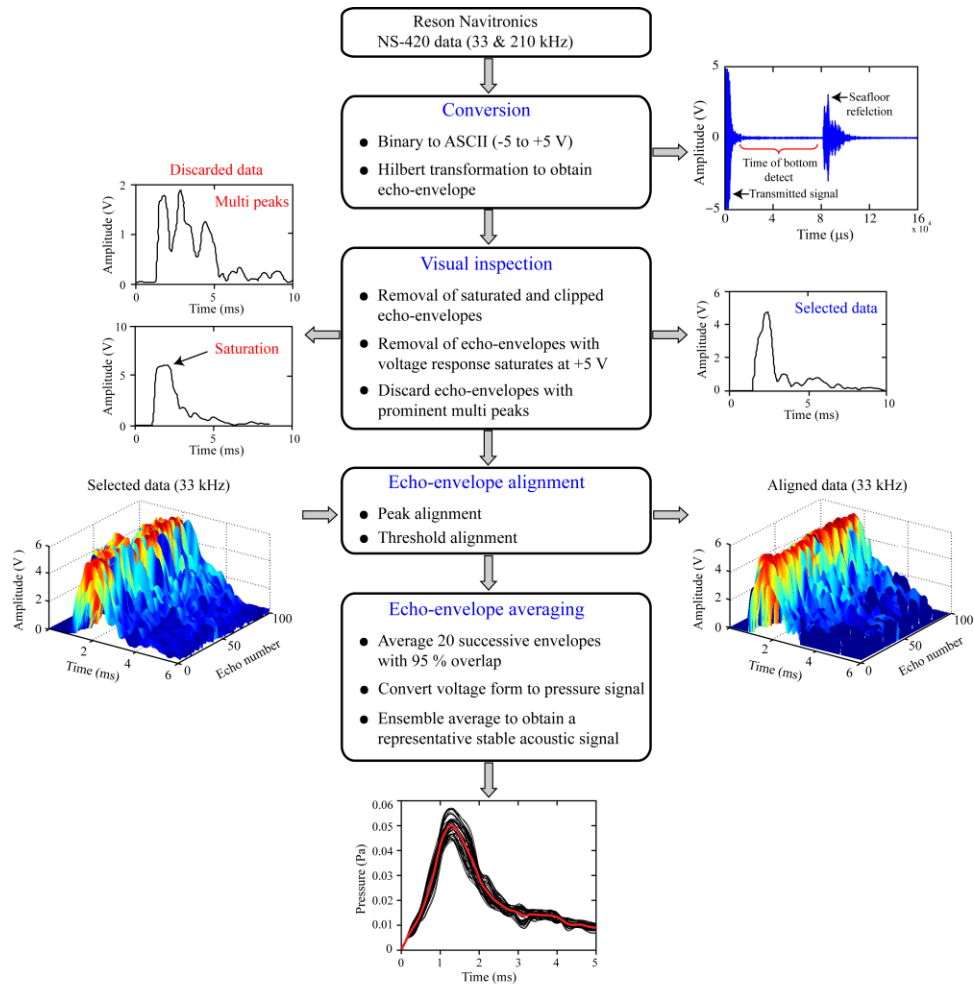 Reson Navitronics
NS-420 data (33 & 210 kHz)
Conversion
● Binary to ASCII (-5 to +5 V)
● Hilbert transformation to obtain
echo-envelope
5
0
−5
Amplitude (V)
Seafloor
refelction
Time of bottom
detect
Transmitted signal
0 4 8 12 16
x 10 4
Time (μs)
Discarded data
Multi peaks
2
1
0
Amplitude (V)
0 5 10
Time (ms)
Saturation
10
5
0
Amplitude (V)
0 5 10
Time (ms)
Visual inspection
● Removal of saturated and clipped
echo-envelopes
● Removal of echo-envelopes with
voltage response saturates at +5 V
● Discard echo-envelopes with
prominent multi peaks
Selected data
6
4
2
0
Amplitude (V)
0 5 10
Time (ms)
Selected data (33 kHz)
6
4
2
0
Amplitude (V )
2
4
6
Time (ms)
0
50
100
Echo number
Echo-envelope alignment
● Peak alignment
● Threshold alignment
Aligned data (33 kHz)
6
4
2
0
Amplitude (V )
2
4
6
Time (ms)
0
50
100
Echo number
Echo-envelope averaging
● Average 20 successive envelopes
with 95 % overlap
● Convert voltage form to pressure signal
● Ensemble average to obtain a
representative stable acoustic signal
0.06
0.05
0.04
0.03
0.02
0.01
0
Pressure (Pa)
0 1 2 3 4 5
Time (ms)